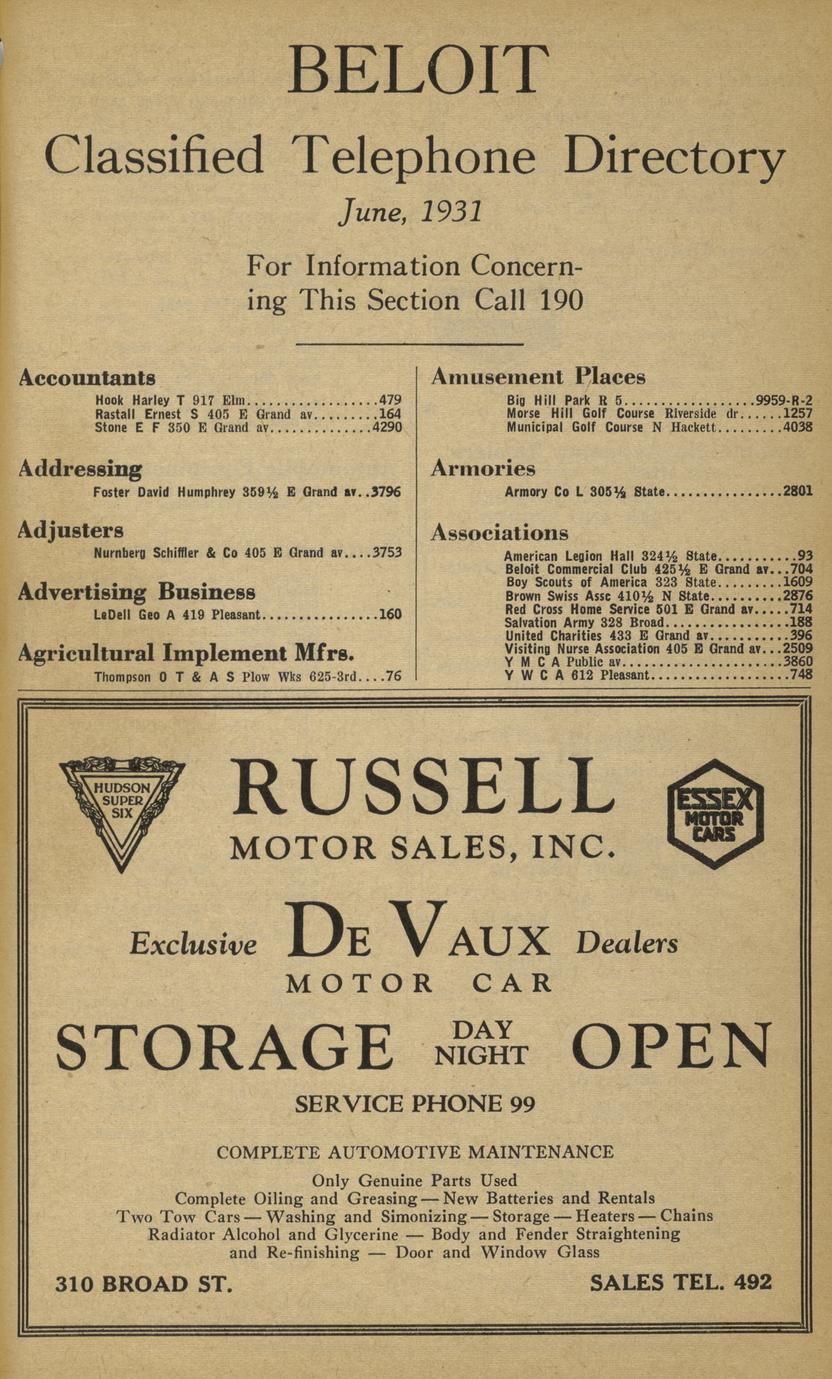 BELOIT
Classified Telephone Directory
June, 1931
For Information Concern-
ing This Section Call 190
Accountants
Hook Harley T 917 Elm.................479
Rastall Ernest S 405 E Grand av.........164
Stone E F 350 E Grand av..............4290
Addressing
Foster David Humphrey 359½ E Grand av..3796
Adjusters
Nurnberg Schiffler & Co 405 E Grand av....3753
Advertising Business
LeDell Geo A 419 Pleasant...............160
Agricultural Implement Mfrs.
Thompson O T & A S Plow Wks 625-3rd....76
Amusement Places
Big Hill Park R 5.................9959-R-2
Morse Hill Golf Course Riverside dr......1257
Municipal Golf Course N Hackett.........4038
Armories
Armory Co L 305½ State...............2801
Associations
American Legion Hall 324½ State...........93
Beloit Commercial Club 425½ E Grand av...704
Boy Scouts of America 323 State.........1609
Brown Swiss Assc 410½ N State.........2876
Red Cross Home Service 501 E Grand av.....714
Salvation Army 328 Broad................188
United Charities 433 E Grand av..........396
Visiting Nurse Association 405 E Grand av...2509
Y M C A Public av.....................3860
Y W C A 612 Pleasant..................748
HUDSON
SUPER
SIX
RUSSELL
MOTOR SALES, INC.
ESSEX
MOTOR
CARS
Exclusive DE VAUX Dealers
MOTOR CAR
STORAGE DAY NIGHT OPEN
SERVICE PHONE 99
COMPLETE AUTOMOTIVE MAINTENANCE
Only Genuine Parts Used
Complete Oiling and Greasing — New Batteries and Rentals
Two Tow Cars — Washing and Simonizing — Storage — Heaters — Chains
Radiator Alcohol and Glycerine — Body and Fender Straightening
and Re-finishing — Door and Window Glass
310 BROAD ST. SALES TEL. 492